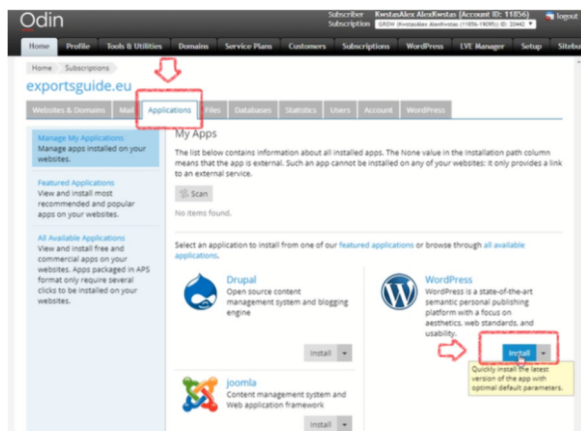 Odin
Subscriber KwstasAlex AlexKwstas (Account ID: 11856)
Subscription
logout
Home Profile Tools & Utilities Domains Service Plans Customers Subscriptions WordPress LVE Manager Setup
Home Subscriptions
exportsguide.eu
Websites & Domains Mail Applications Files Databases Statistics Users Account WordPress
Manage My Applications
Manage apps installed on your
websites.
Featured Applications
View and install most
recommended and popular
apps on your websites.
All Available Applications
View and install free and
commercial apps on your
websites. Apps packaged in APS
format only require several
clicks to be installed on your
websites.
My Apps
The list below contains information about all installed apps. The None value in the Installation path column
means that the app is external. Such an app cannot be installed on any of your websites: it only provides a link
to an external service.
Scan
No items found.
Select an application to install from one of our featured applications or browse through all available
applications.
Drupal
Open source content
management system and blogging
engine
Install
WordPress
WordPress is a state-of-the-art
semantic personal publishing
platform with a focus on
aesthetics, web standards, and
usability.
Install
Quickly install the latest
version of the app with
optimal default parameters.
Joomla
Content management system and
Web application framework
Install